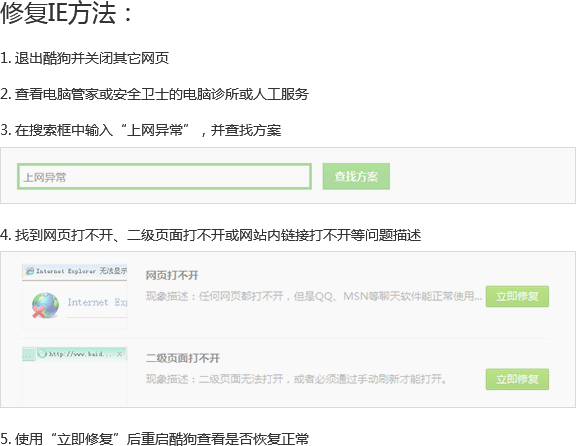 修复IE方法：
1. 退出酷狗并关闭其它网页
2. 查看电脑管家或安全卫士的电脑诊所或人工服务
3. 在搜索框中输入“上网异常”，并查找方案
上网异常 查找方案
4. 找到网页打不开、二级页面打不开或网站内链接打不开等问题描述
Internet Explorer 无法显示
Internet Exp
网页打不开
现象描述：任何网页都打不开，但是QQ、MSN等聊天软件能正常使用... 立即修复
http://www.baid...
二级页面打不开
现象描述：二级页面无法打开，或者必须通过手动刷新才能打开。 立即修复
5. 使用“立即修复”后重启酷狗查看是否恢复正常